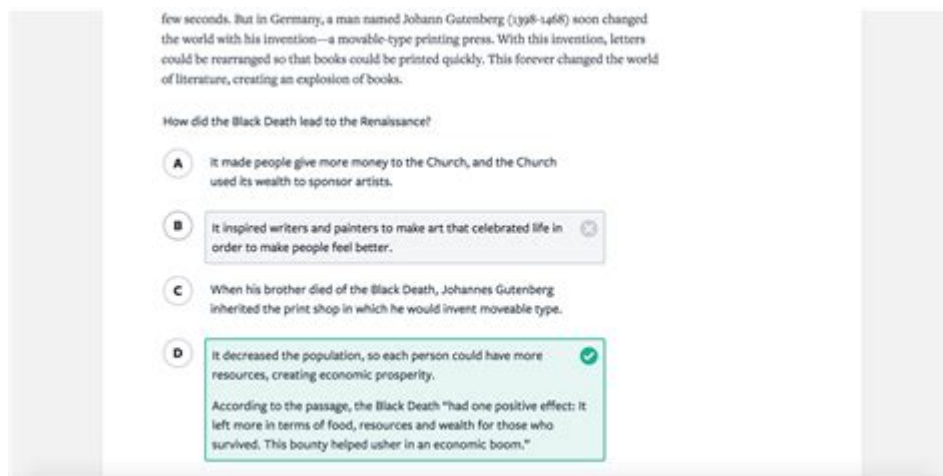 few seconds. But in Germany, a man named Johann Gutenberg (1398-1468) soon changed
the world with his invention—a movable-type printing press. With this invention, letters
could be rearranged so that books could be printed quickly. This forever changed the world
of literature, creating an explosion of books.
How did the Black Death lead to the Renaissance?
A It made people give more money to the Church, and the Church
used its wealth to sponsor artists.
B It inspired writers and painters to make art that celebrated life in
order to make people feel better.
C When his brother died of the Black Death, Johannes Gutenberg
inherited the print shop in which he would invent moveable type.
D It decreased the population, so each person could have more
resources, creating economic prosperity.
According to the passage, the Black Death "had one positive effect: it
left more in terms of food, resources and wealth for those who
survived. This bounty helped usher in an economic boom."